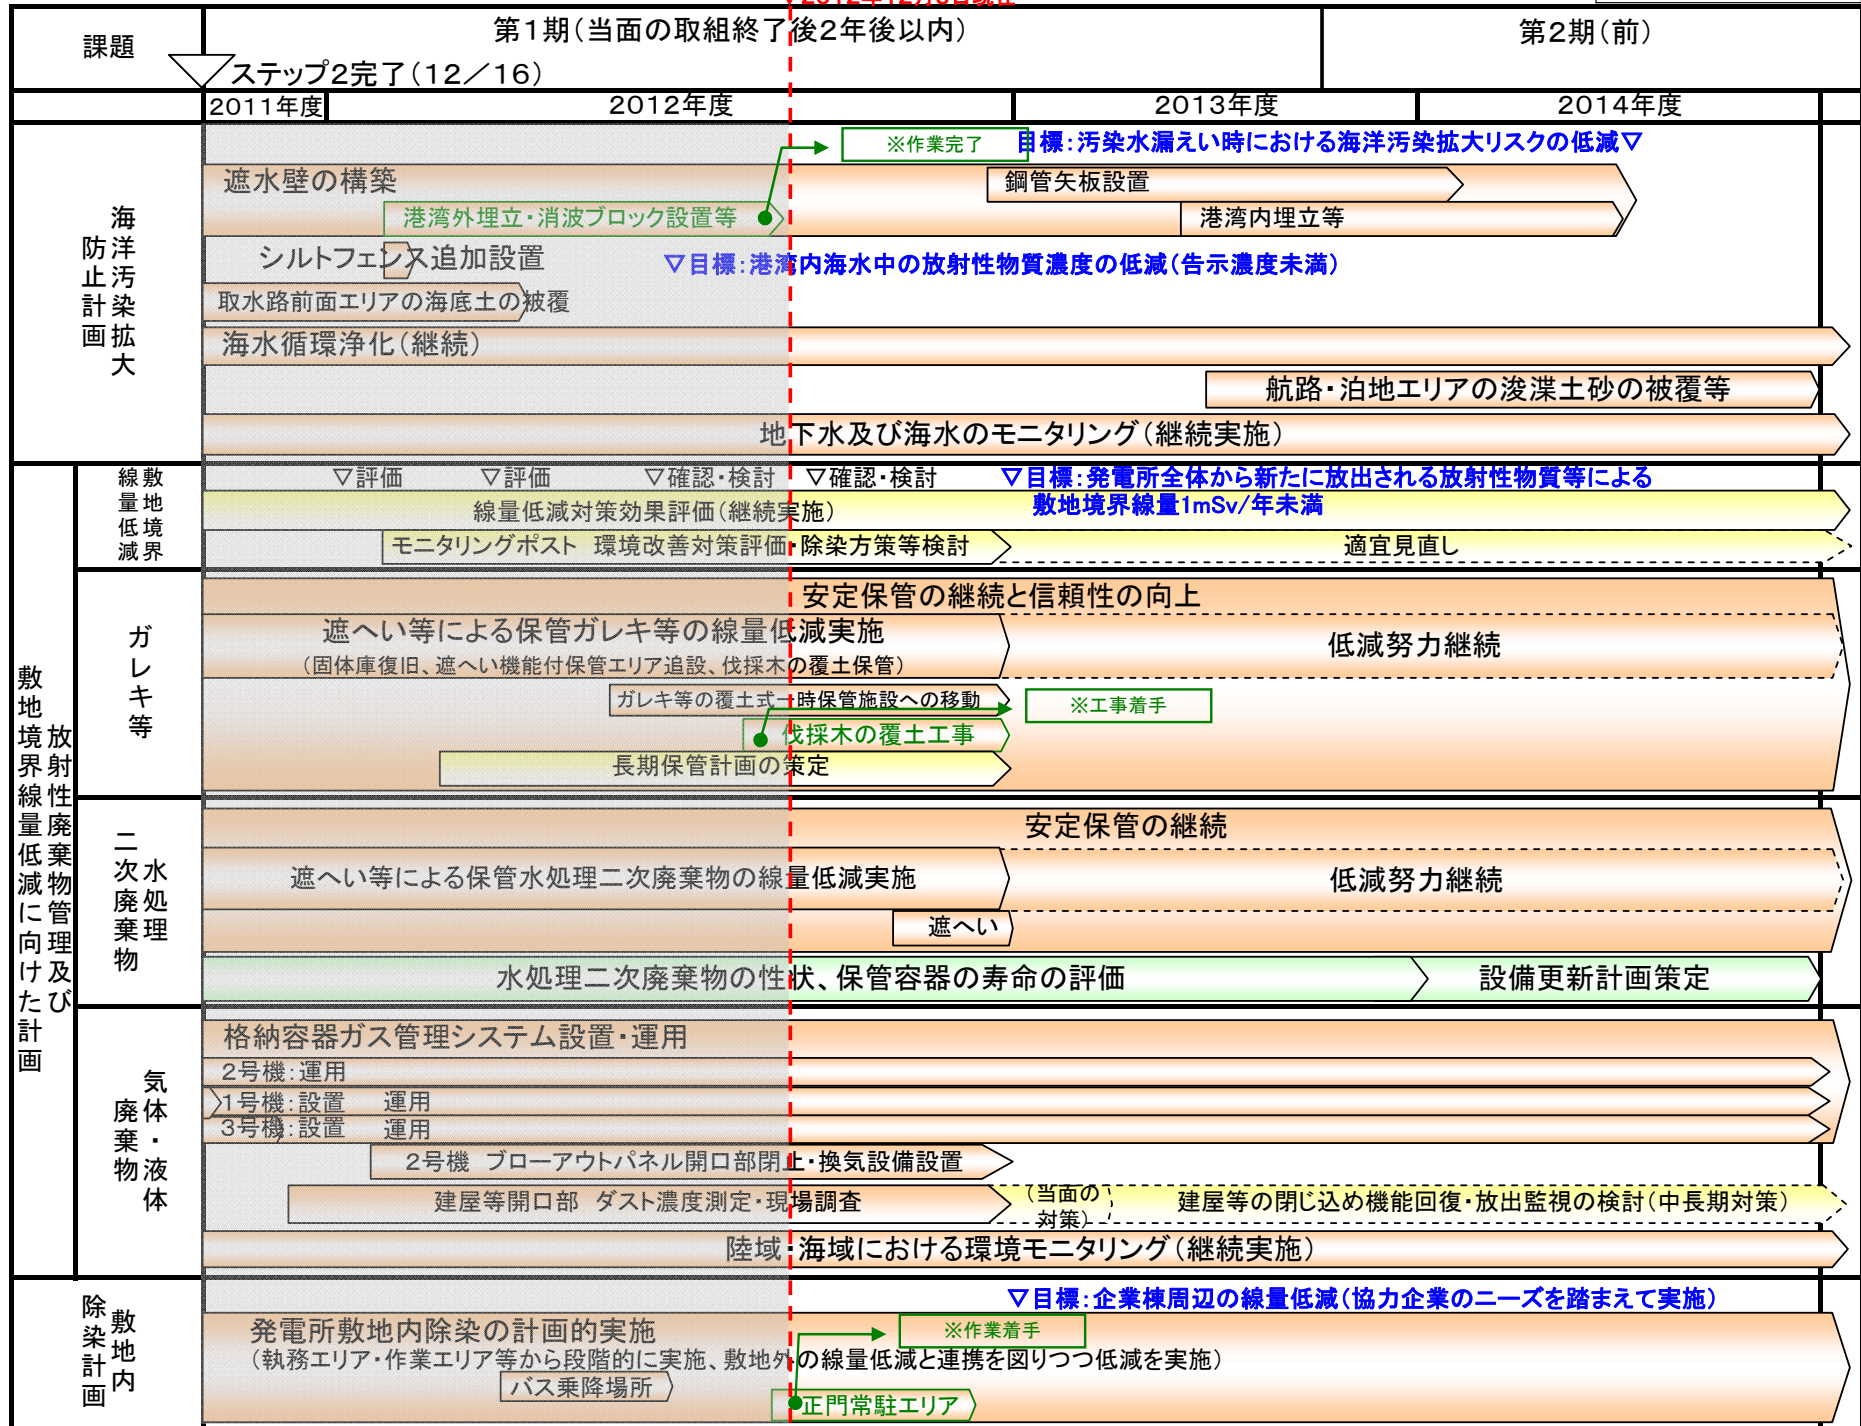 2012年12月3日現在
課題
第1期(当面の取組終了後2年後以内)
第2期(前)
ステップ2完了(12/16)
2011年度
2012年度
2013年度
2014年度
海洋汚染拡大
防止計画
※作業完了
目標:汚染水漏えい時における海洋汚染拡大リスクの低減▽
遮水壁の構築
鋼管矢板設置
港湾外埋立・消波ブロック設置等
港湾内埋立等
シルトフェンス追加設置
▽目標:港湾内海水中の放射性物質濃度の低減(告示濃度未満)
取水路前面エリアの海底土の被覆
海水循環浄化(継続)
航路・泊地エリアの浚渫土砂の被覆等
地下水及び海水のモニタリング(継続実施)
放射性廃棄物管理及び
敷地境界線量低減に向けた計画
敷地境界
線量低減
▽評価
▽評価
▽確認・検討
▽確認・検討
▽目標:発電所全体から新たに放出される放射性物質等による
敷地境界線量1mSv/年未満
線量低減対策効果評価(継続実施)
モニタリングポスト 環境改善対策評価・除染方策等検討
適宜見直し
ガレキ等
安定保管の継続と信頼性の向上
遮へい等による保管ガレキ等の線量低減実施
(固体庫復旧、遮へい機能付保管エリア追設、伐採木の覆土保管)
低減努力継続
ガレキ等の覆土式一時保管施設への移動
※工事着手
伐採木の覆土工事
長期保管計画の策定
水処理
二次廃棄物
安定保管の継続
遮へい等による保管水処理二次廃棄物の線量低減実施
低減努力継続
遮へい
水処理二次廃棄物の性状、保管容器の寿命の評価
設備更新計画策定
気体・液体
廃棄物
格納容器ガス管理システム設置・運用
2号機:運用
1号機:設置 運用
3号機:設置 運用
2号機 ブローアウトパネル開口部閉止・換気設備設置
建屋等開口部 ダスト濃度測定・現場調査
(当面の
対策)
建屋等の閉じ込め機能回復・放出監視の検討(中長期対策)
陸域・海域における環境モニタリング(継続実施)
敷地内
除染計画
▽目標:企業棟周辺の線量低減(協力企業のニーズを踏まえて実施)
発電所敷地内除染の計画的実施
※作業着手
(執務エリア・作業エリア等から段階的に実施、敷地外の線量低減と連携を図りつつ低減を実施)
バス乗降場所
正門常駐エリア